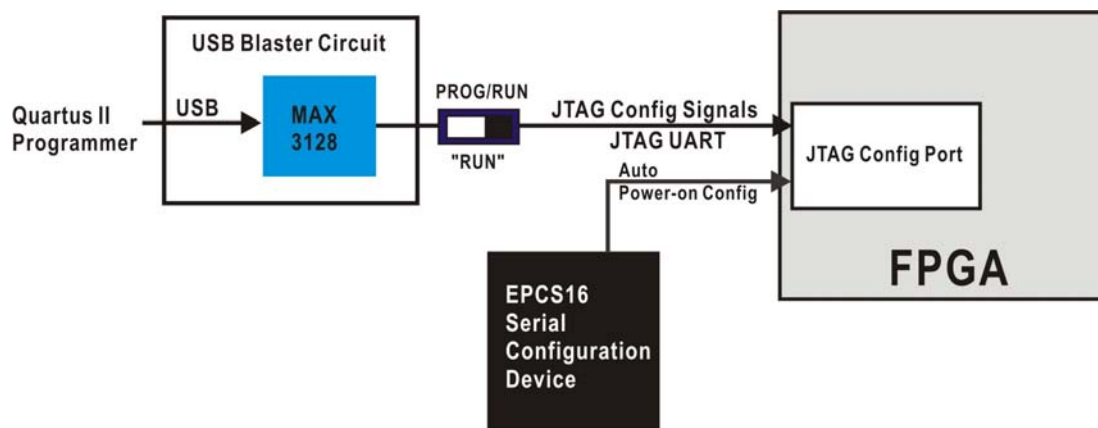 USB Blaster Circuit
Quartus II
Programmer
USB
MAX
3128
PROG/RUN
"RUN"
JTAG Config Signals
JTAG UART
Auto
Power-on Config
JTAG Config Port
FPGA
EPCS16
Serial
Configuration
Device